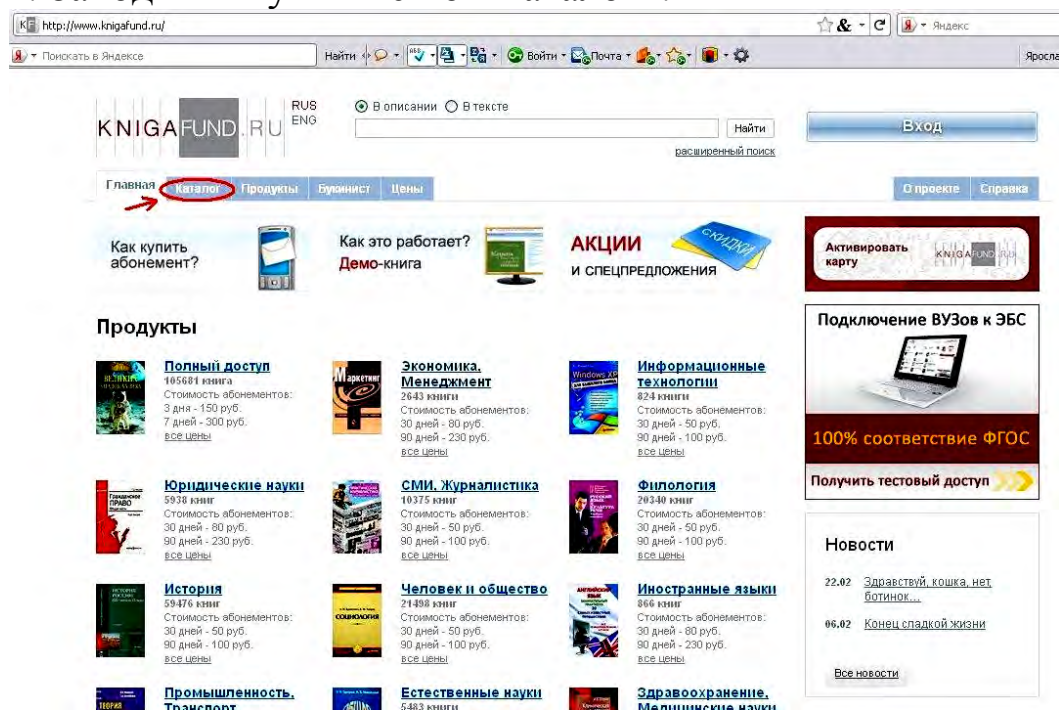 http://www.knigafund.ru/
Яндекс
Поискать в Яндексе
Найти
Войти
Почта
KNIGAFUND.RU
RUS
ENG
В описании В тексте
Найти
расширенный поиск
Вход
Главная Каталог Продукты Букинист Цены О проекте Справка
Как купить
абонемент?
Как это работает?
Демо-книга
АКЦИИ
и СПЕЦПРЕДЛОЖЕНИЯ
СКИДКИ
Активировать
карту
KNIGAFUND.RU
Продукты
Полный доступ
105681 книга
Стоимость абонементов:
3 дня - 150 руб.
7 дней - 300 руб.
все цены
Маркетинг
Экономика,
Менеджмент
2643 книги
Стоимость абонементов:
30 дней - 80 руб.
90 дней - 230 руб.
все цены
Windows XP
Информационные
технологии
824 книги
Стоимость абонементов:
30 дней - 50 руб.
90 дней - 100 руб.
все цены
Подключение ВУЗов к ЭБС
100% соответствие ФГОС
Получить тестовый доступ
ПРАВО
Юридические науки
5938 книг
Стоимость абонементов:
30 дней - 80 руб.
90 дней - 230 руб.
все цены
СМИ, Журналистика
10375 книг
Стоимость абонементов:
30 дней - 50 руб.
90 дней - 100 руб.
все цены
Филология
20340 книг
Стоимость абонементов:
30 дней - 50 руб.
90 дней - 100 руб.
все цены
Новости
22.02 Здравствуй, кошка, нет,
ботинок...
06.02 Конец сладкой жизни
Все новости
История
59476 книг
Стоимость абонементов:
30 дней - 50 руб.
90 дней - 100 руб.
все цены
СОЦИОЛОГИЯ
Человек и общество
21498 книг
Стоимость абонементов:
30 дней - 50 руб.
90 дней - 100 руб.
все цены
Иностранные языки
866 книг
Стоимость абонементов:
30 дней - 80 руб.
90 дней - 230 руб.
все цены
ТЕОРИЯ
Промышленность,
Транспорт
Естественные науки
5483 книги
Здравоохранение,
Медицинские науки